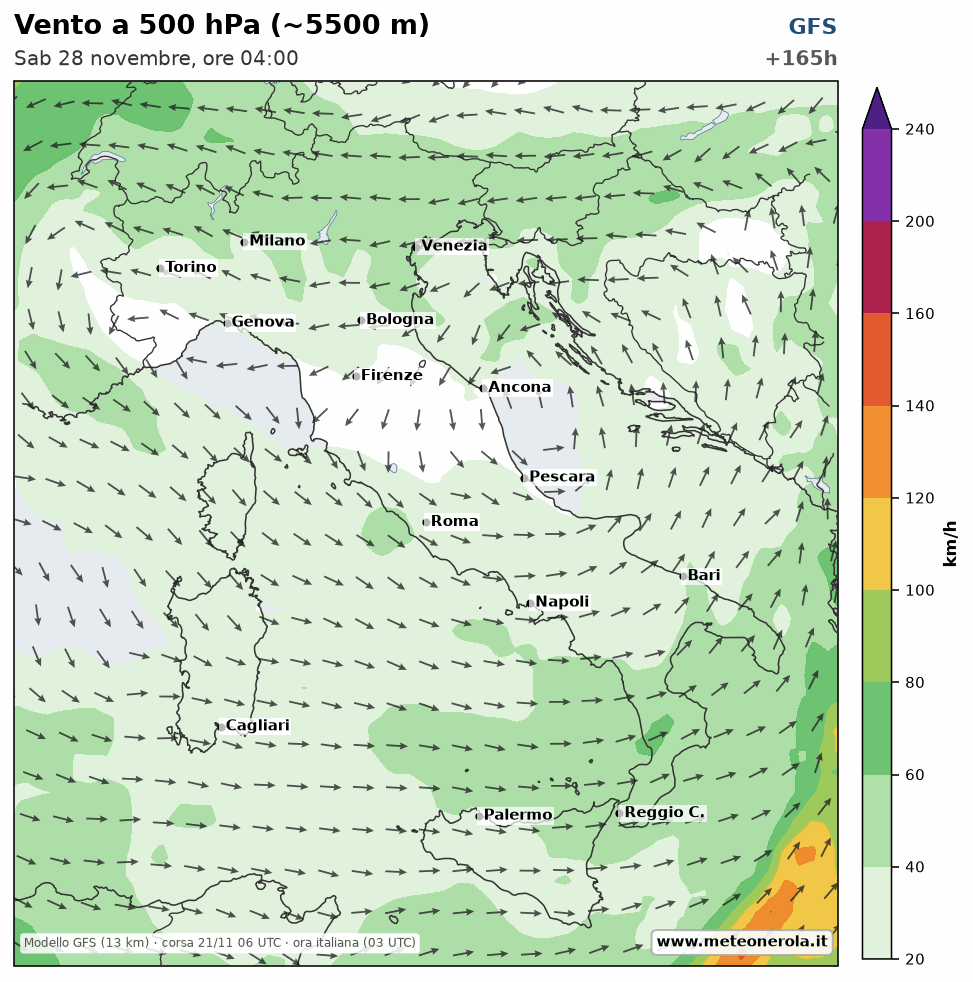 Vento a 500 hPa (~5500 m)
GFS
Sab 28 novembre, ore 04:00
+165h
Milano
Venezia
Torino
Genova
Bologna
Firenze
Ancona
Pescara
Roma
Bari
Napoli
Cagliari
Palermo
Reggio C.
240
200
160
140
120
100
80
60
40
20
km/h
Modello GFS (13 km) · corsa 21/11 06 UTC · ora italiana (03 UTC)
www.meteonerola.it